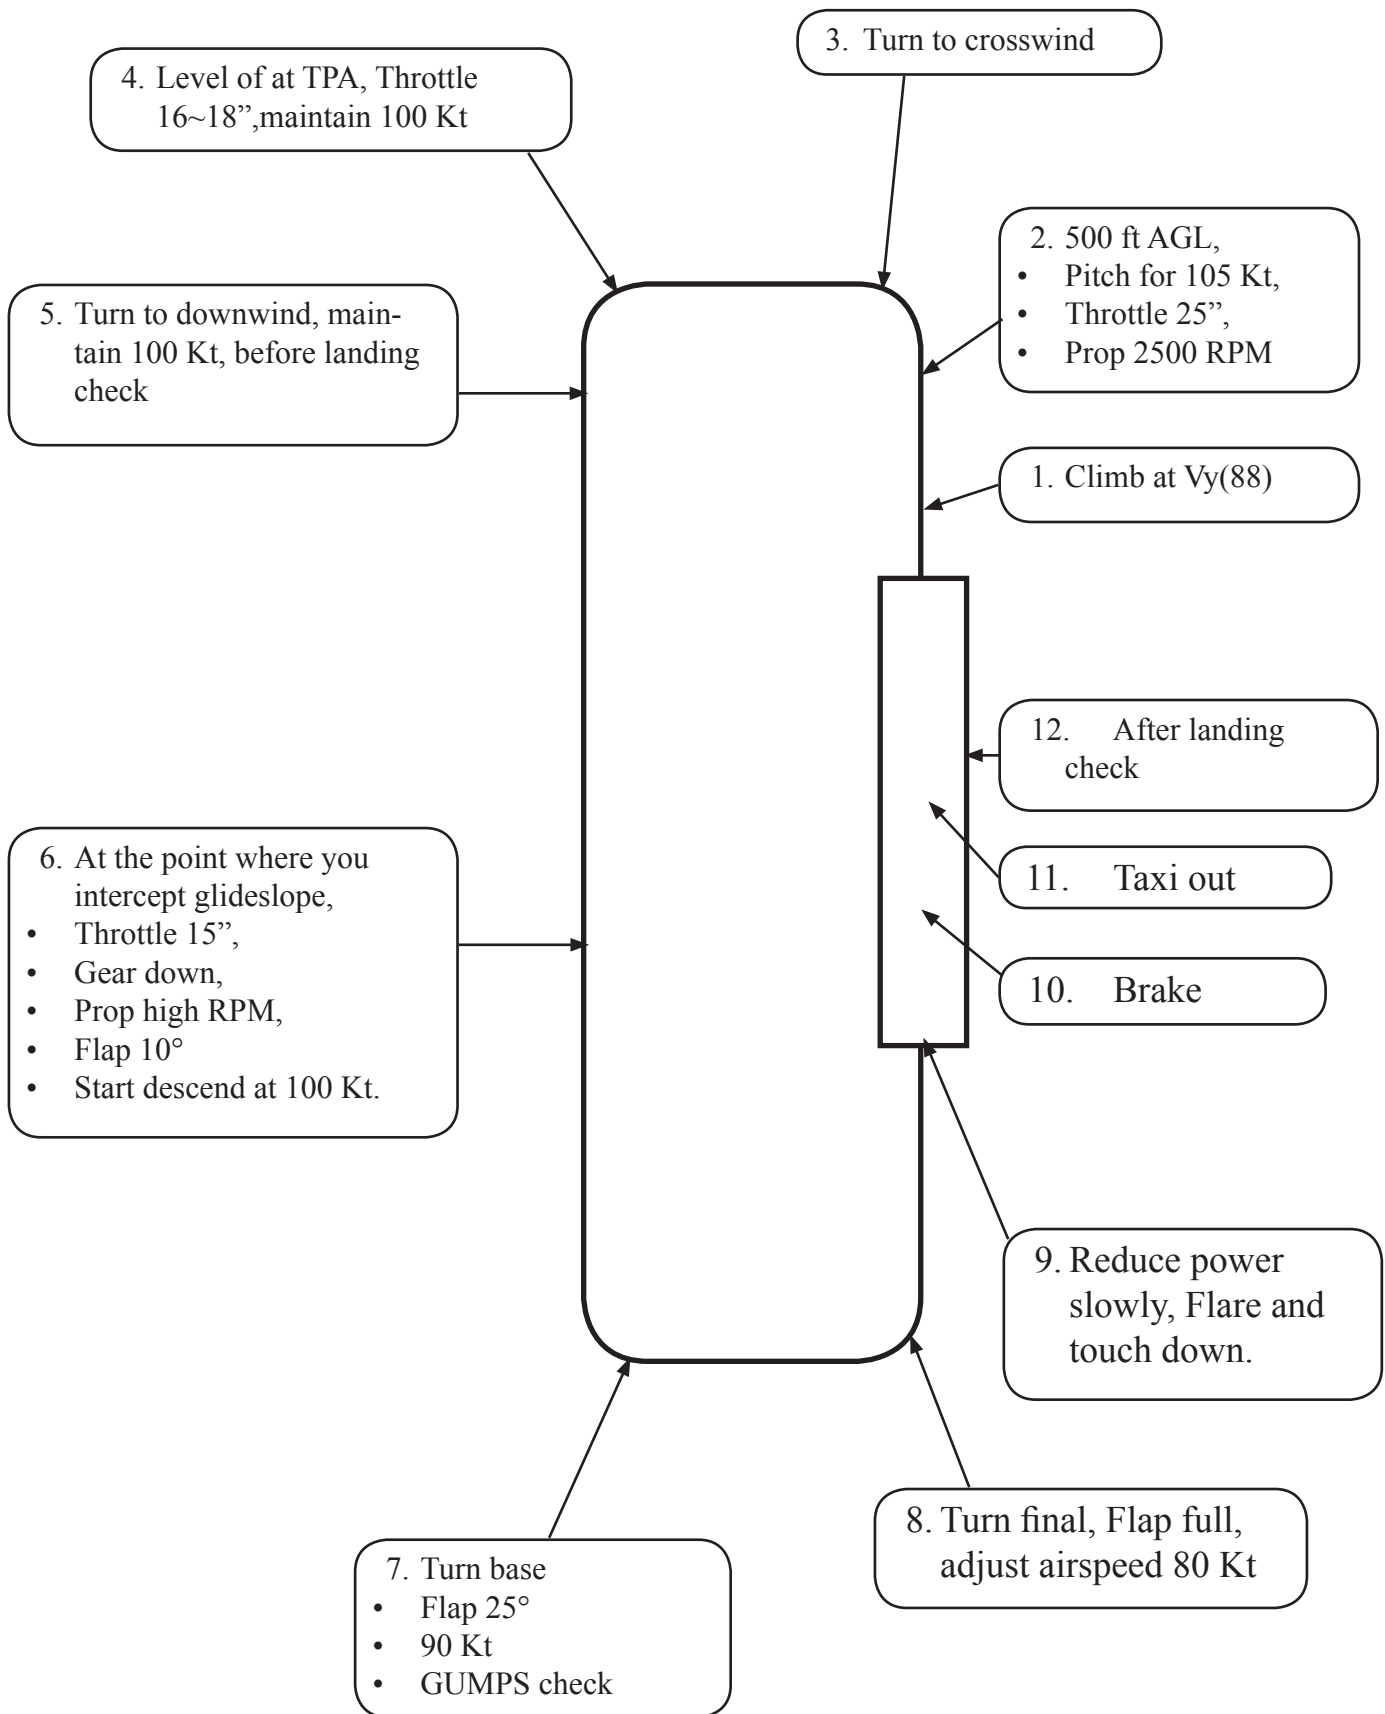 3. Turn to crosswind
4. Level of at TPA, Throttle
16~18”,maintain 100 Kt
2. 500 ft AGL,
• Pitch for 105 Kt,
• Throttle 25”,
• Prop 2500 RPM
5. Turn to downwind, main-
tain 100 Kt, before landing
check
1. Climb at Vy(88)
12. After landing
check
6. At the point where you
intercept glideslope,
• Throttle 15”,
• Gear down,
• Prop high RPM,
• Flap 10°
• Start descend at 100 Kt.
11. Taxi out
10. Brake
9. Reduce power
slowly, Flare and
touch down.
8. Turn final, Flap full,
adjust airspeed 80 Kt
7. Turn base
• Flap 25°
• 90 Kt
• GUMPS check